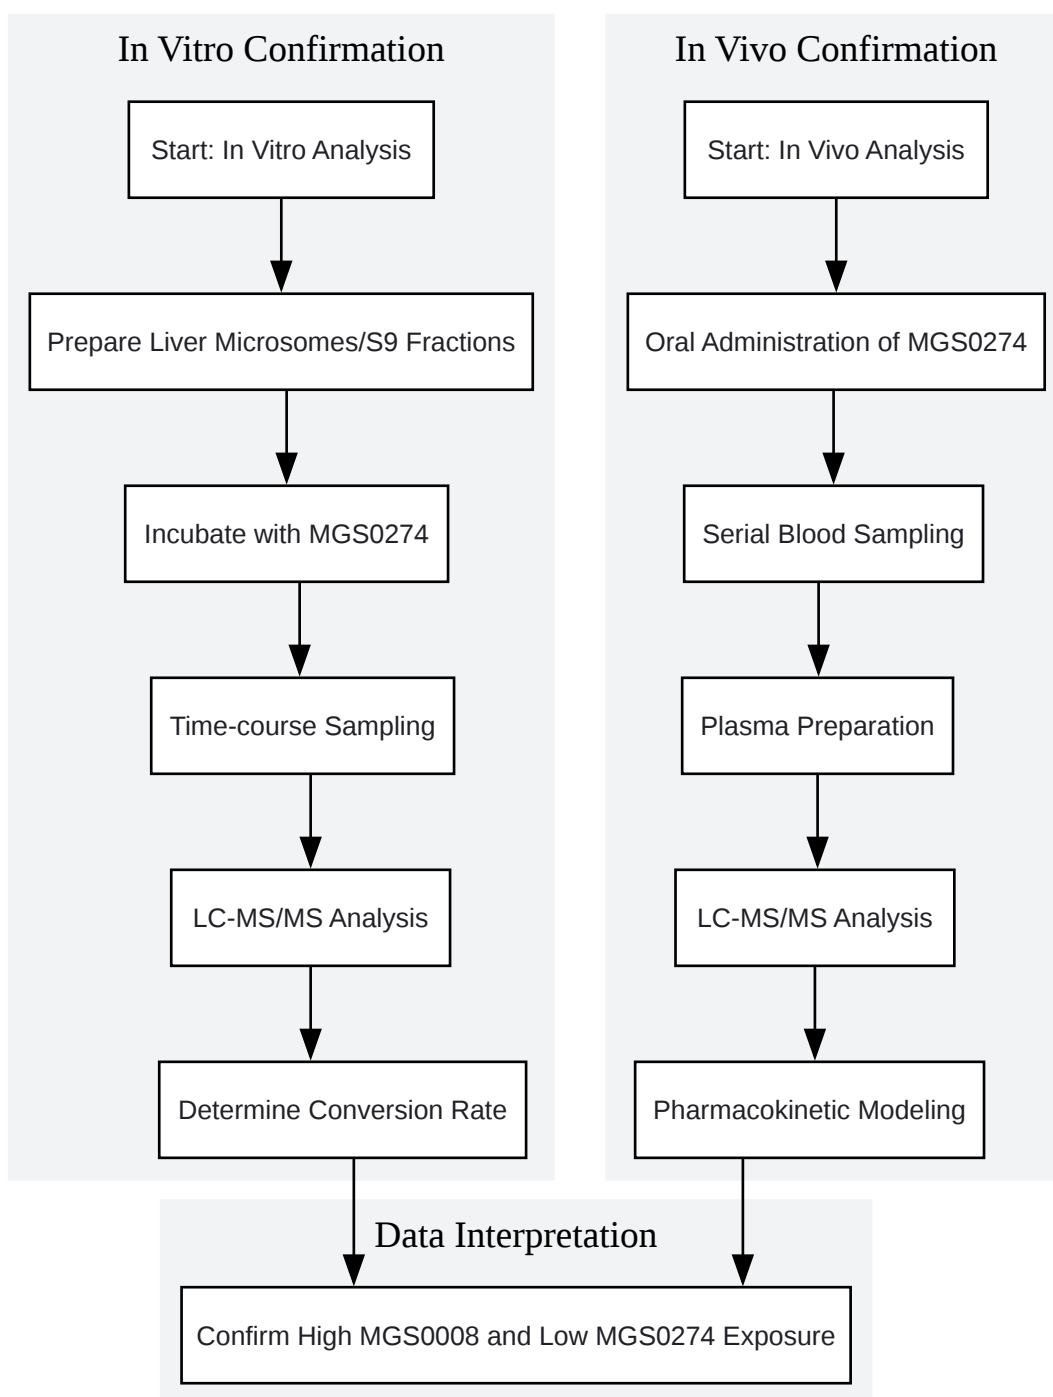 In Vitro Confirmation
Start: In Vitro Analysis
Prepare Liver Microsomes/S9 Fractions
Incubate with MGS0274
Time-course Sampling
LC-MS/MS Analysis
Determine Conversion Rate
In Vivo Confirmation
Start: In Vivo Analysis
Oral Administration of MGS0274
Serial Blood Sampling
Plasma Preparation
LC-MS/MS Analysis
Pharmacokinetic Modeling
Data Interpretation
Confirm High MGS0008 and Low MGS0274 Exposure